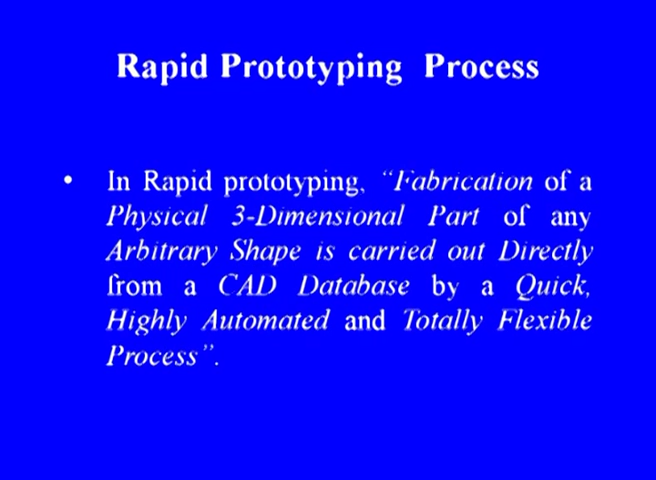 Rapid Prototyping Process
• In Rapid prototyping, “Fabrication of a
Physical 3-Dimensional Part of any
Arbitrary Shape is carried out Directly
from a CAD Database by a Quick,
Highly Automated and Totally Flexible
Process”.